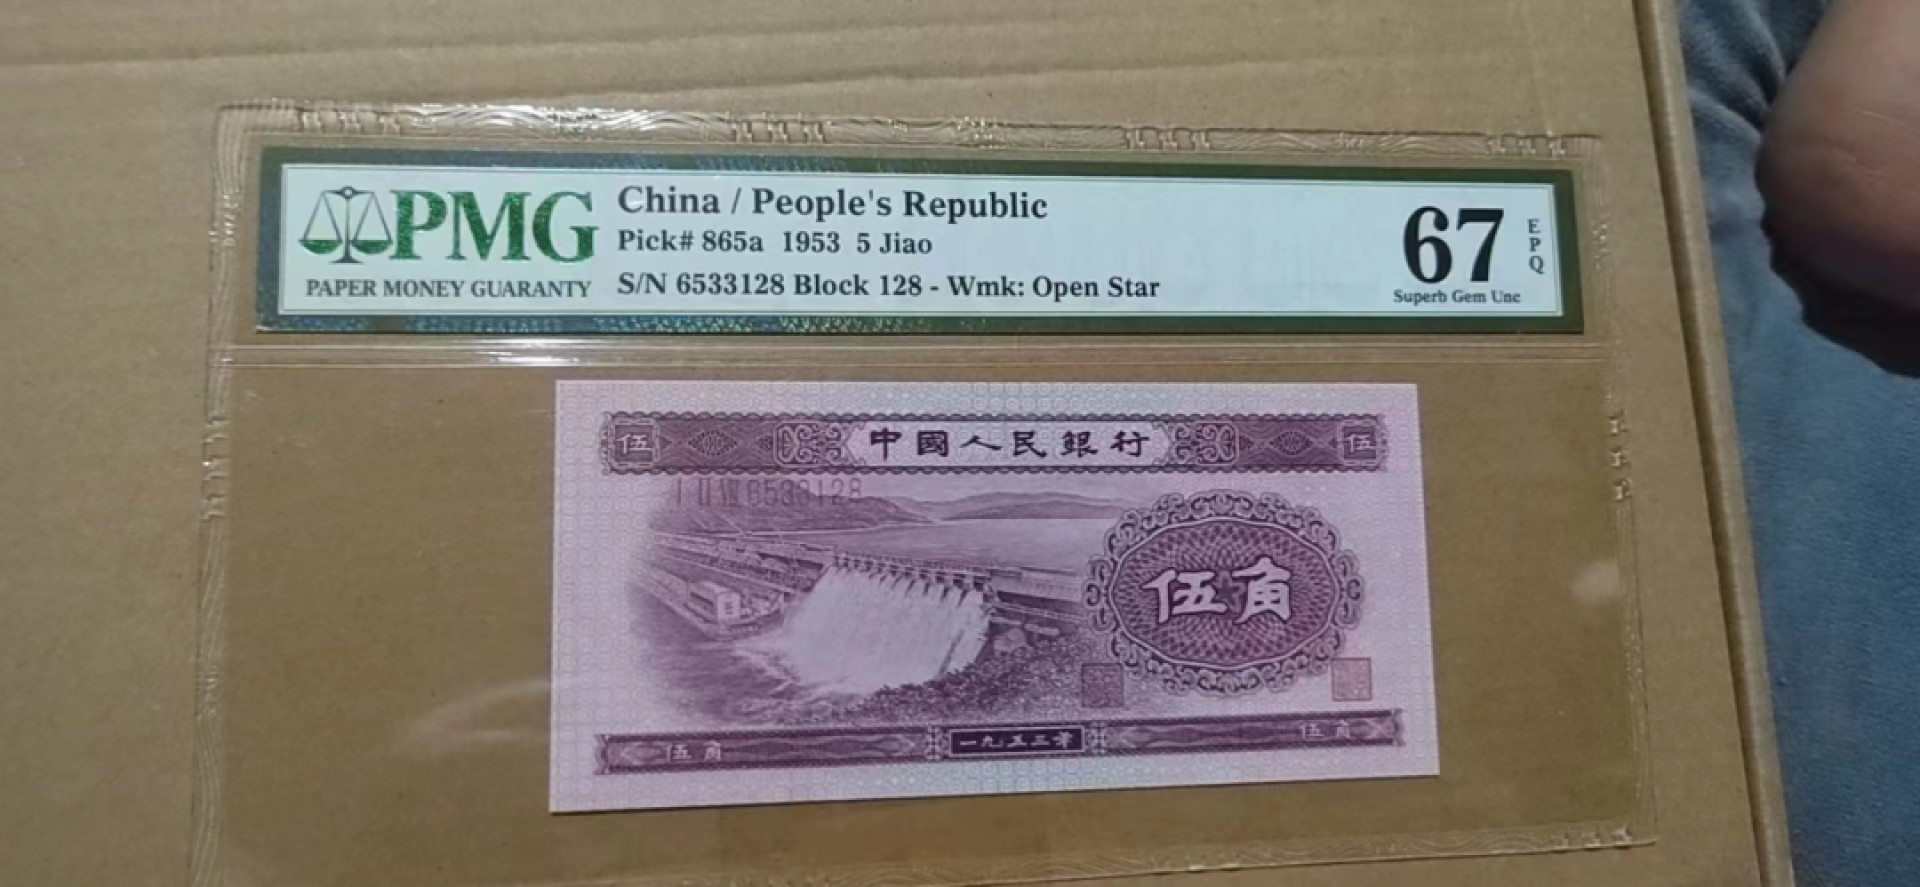 PMG
PAPER MONEY GUARANTY
China / People's Republic
Pick# 865a 1953 5 Jiao
S/N 6533128 Block 128 - Wmk: Open Star
67
EPQ
Superb Gem Unc
伍 中國人民銀行 伍
I II VII 6533128
伍角
伍角 一九五三年 伍角